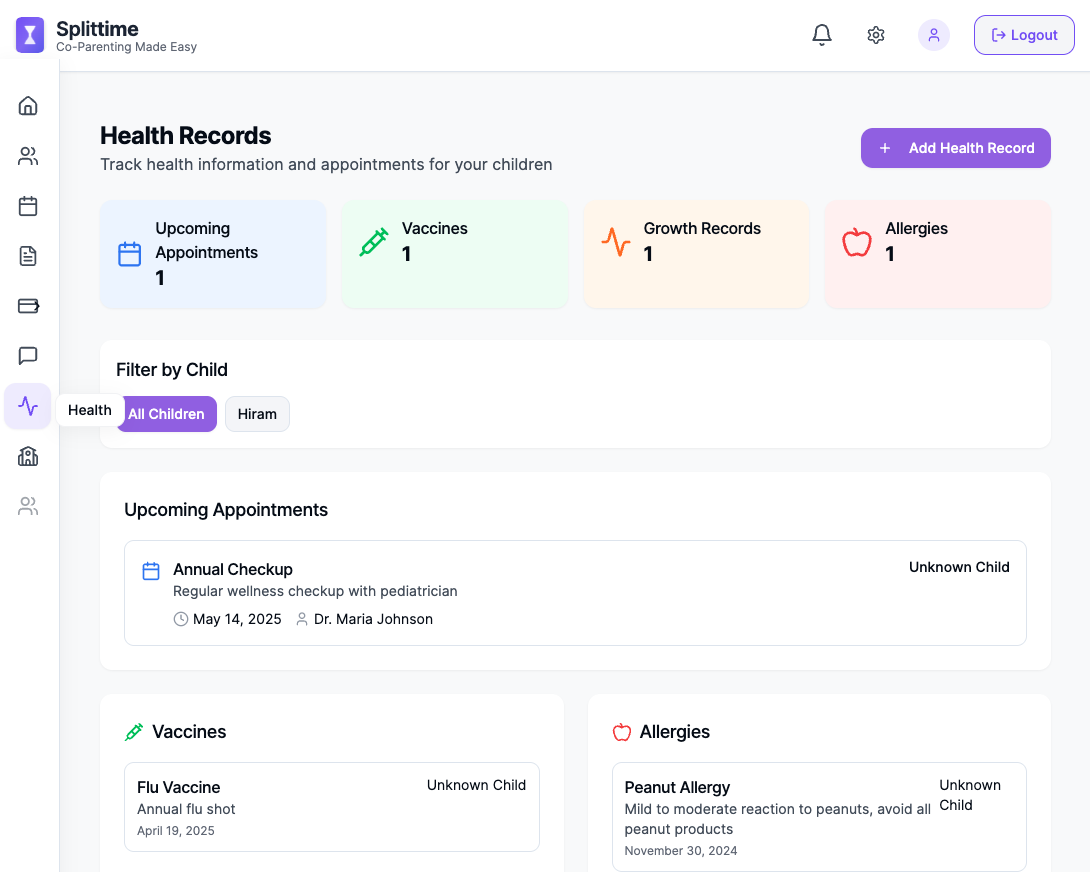 Splittime
Co-Parenting Made Easy
Logout
Health Records
Track health information and appointments for your children
Add Health Record
Upcoming
Appointments
1
Vaccines
1
Growth Records
1
Allergies
1
Filter by Child
Health
All Children
Hiram
Upcoming Appointments
Annual Checkup
Unknown Child
Regular wellness checkup with pediatrician
May 14, 2025
Dr. Maria Johnson
Vaccines
Flu Vaccine
Unknown Child
Annual flu shot
April 19, 2025
Allergies
Peanut Allergy
Unknown
Child
Mild to moderate reaction to peanuts, avoid all
peanut products
November 30, 2024